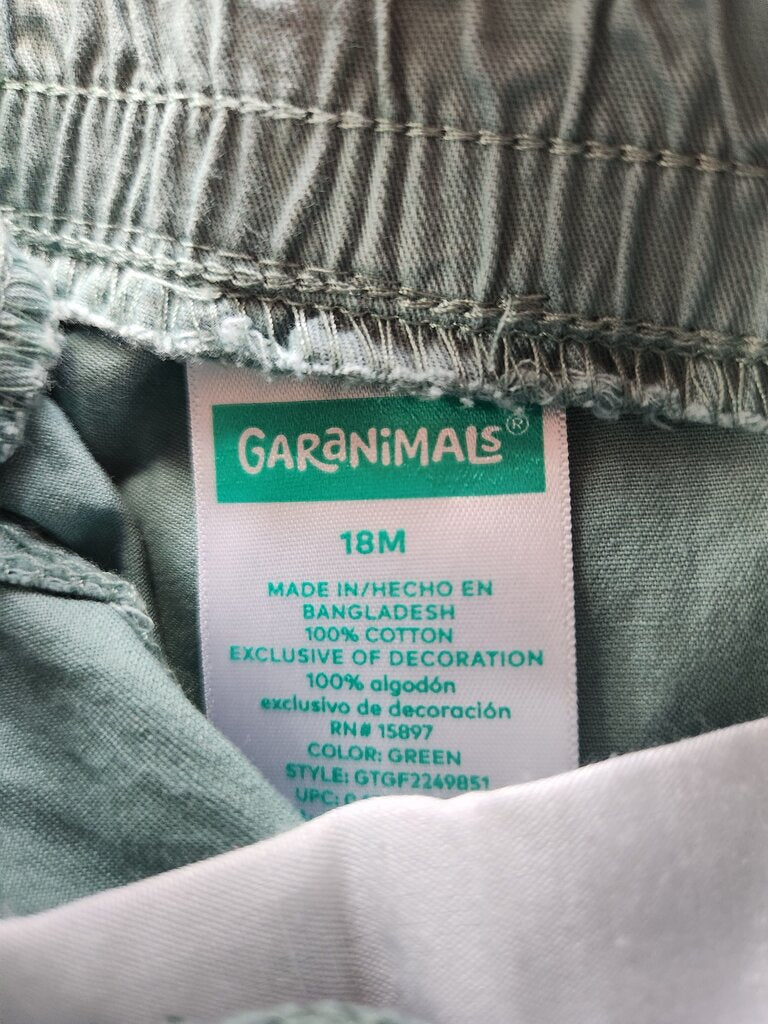 GARANIMALS®
18M
MADE IN/HECHO EN
BANGLADESH
100% COTTON
EXCLUSIVE OF DECORATION
100% algodón
exclusivo de decoración
RN# 15897
COLOR: GREEN
STYLE: GTGF2249851
UPC: